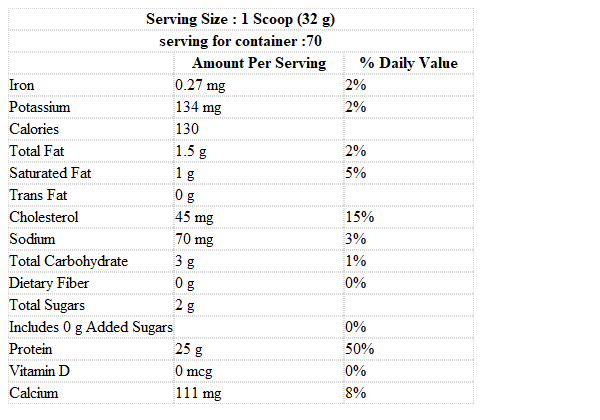 Serving Size : 1 Scoop (32 g)
serving for container :70
Amount Per Serving % Daily Value
Iron 0.27 mg 2%
Potassium 134 mg 2%
Calories 130
Total Fat 1.5 g 2%
Saturated Fat 1 g 5%
Trans Fat 0 g
Cholesterol 45 mg 15%
Sodium 70 mg 3%
Total Carbohydrate 3 g 1%
Dietary Fiber 0 g 0%
Total Sugars 2 g
Includes 0 g Added Sugars 0%
Protein 25 g 50%
Vitamin D 0 mcg 0%
Calcium 111 mg 8%